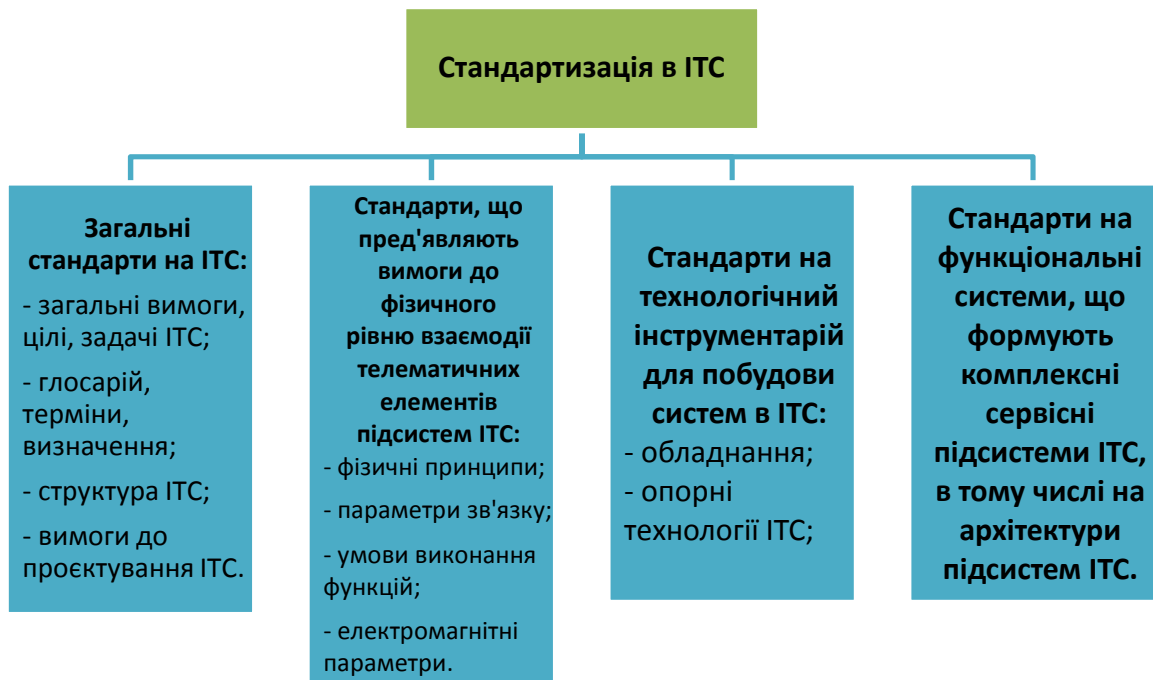 Стандартизація в ІТС
Загальні
стандарти на ІТС:
- загальні вимоги,
цілі, задачі ІТС;
- глосарій,
терміни,
визначення;
- структура ІТС;
- вимоги до
проєктування ІТС.
Стандарти, що
пред'являють
вимоги до
фізичного
рівню взаємодії
телематичних
елементів
підсистем ІТС:
- фізичні принципи;
- параметри зв'язку;
- умови виконання
функцій;
- електромагнітні
параметри.
Стандарти на
технологічний
інструментарій
для побудови
систем в ІТС:
- обладнання;
- опорні
технології ІТС;
Стандарти на
функціональні
системи, що
формують
комплексні
сервісні
підсистеми ІТС,
в тому числі на
архітектури
підсистем ІТС.